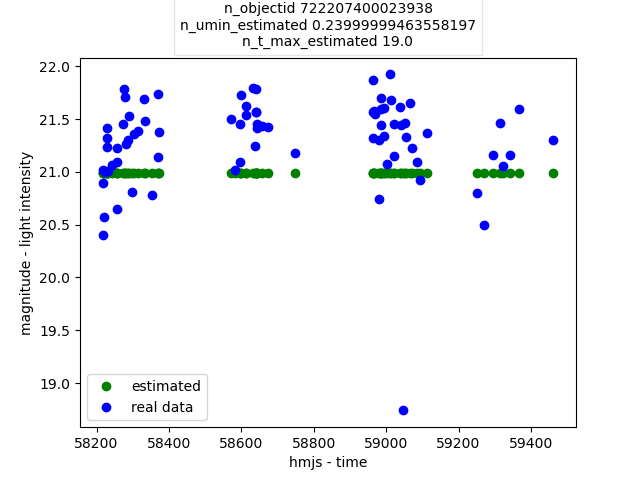 n_objectid 722207400023938
n_umin_estimated 0.23999999463558197
n_t_max_estimated 19.0
22.0
21.5
21.0
20.5
20.0
19.5
19.0
magnitude - light intensity
estimated
real data
58200 58400 58600 58800 59000 59200 59400
hmjs - time